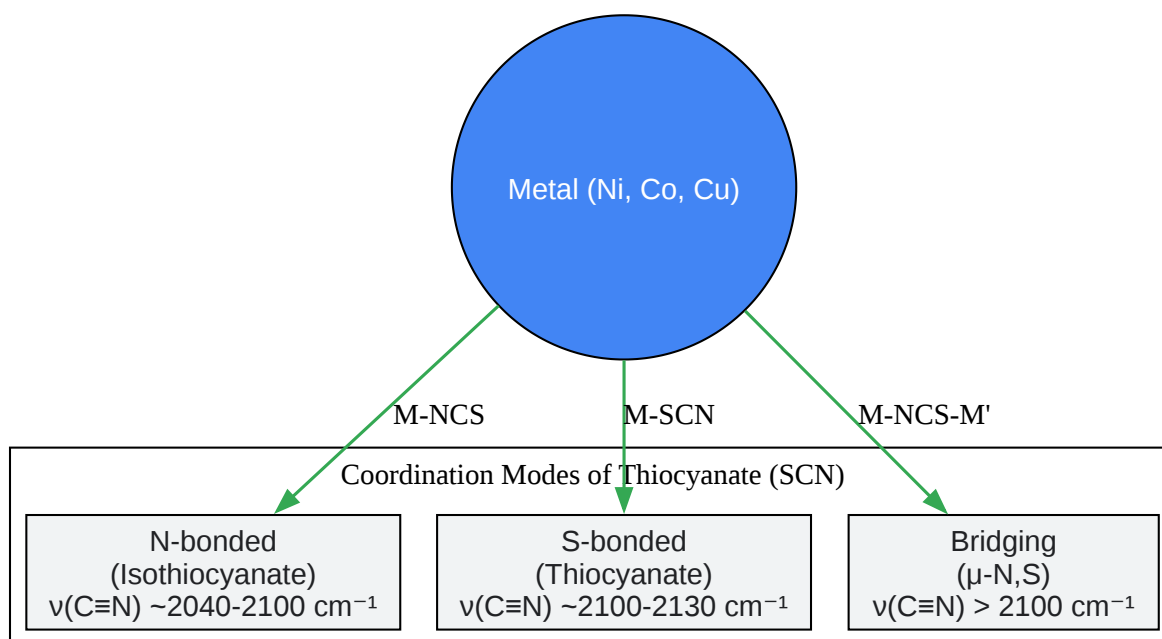 Metal (Ni, Co, Cu)
M-NCS
M-SCN
M-NCS-M'
Coordination Modes of Thiocyanate (SCN)
N-bonded
(Isothiocyanate)
ν(C≡N) ~2040-2100 cm⁻¹
S-bonded
(Thiocyanate)
ν(C≡N) ~2100-2130 cm⁻¹
Bridging
(μ-N,S)
ν(C≡N) > 2100 cm⁻¹